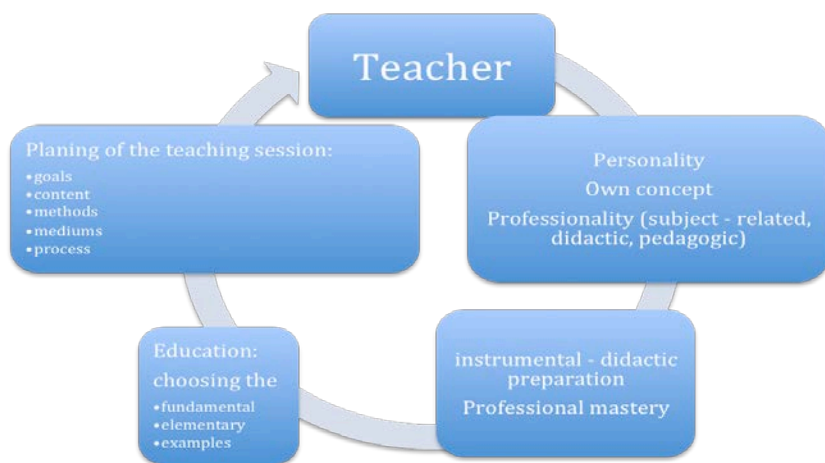 Teacher
Personality
Own concept
Professionality (subject - related,
didactic, pedagogic)
instrumental - didactic
preparation
Professional mastery
Education:
choosing the
•fundamental
•elementary
•examples
Planing of the teaching session:
•goals
•content
•methods
•mediums
•process